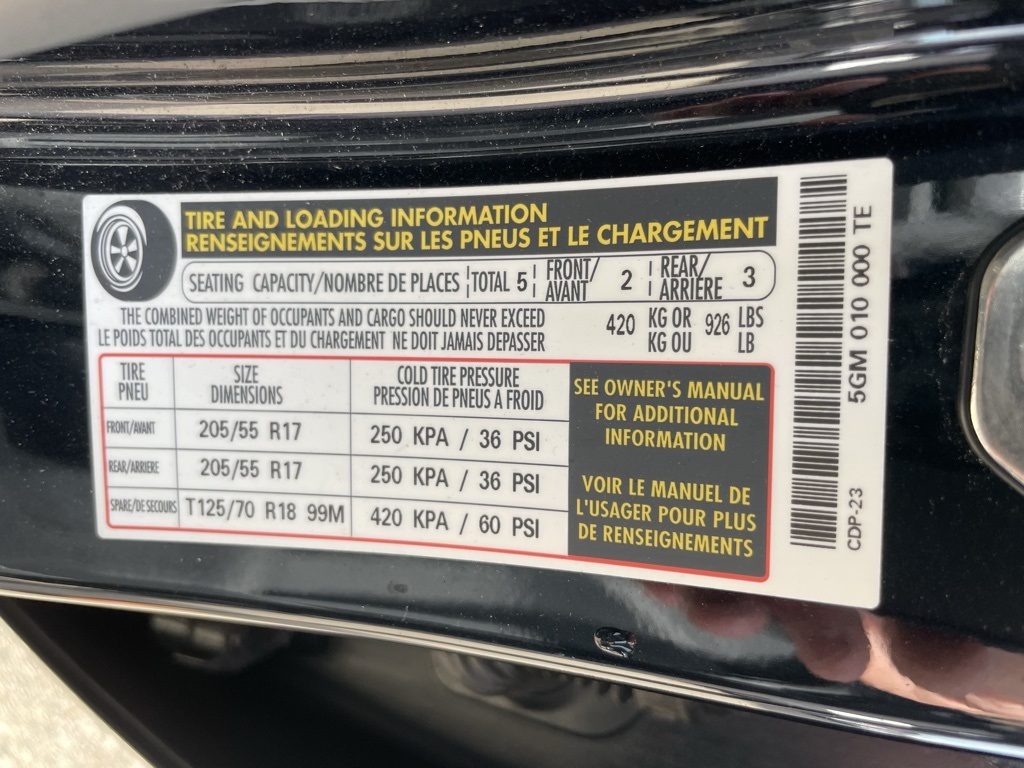 TIRE AND LOADING INFORMATION
RENSEIGNEMENTS SUR LES PNEUS ET LE CHARGEMENT
SEATING CAPACITY/NOMBRE DE PLACES TOTAL 5 FRONT/AVANT 2 REAR/ARRIÈRE 3
THE COMBINED WEIGHT OF OCCUPANTS AND CARGO SHOULD NEVER EXCEED 420 KG OR 926 LBS
LE POIDS TOTAL DES OCCUPANTS ET DU CHARGEMENT NE DOIT JAMAIS DEPASSER KG OU LB
TIRE SIZE COLD TIRE PRESSURE
PNEU DIMENSIONS PRESSION DE PNEUS A FROID
FRONT/AVANT 205/55 R17 250 KPA / 36 PSI
REAR/ARRIERE 205/55 R17 250 KPA / 36 PSI
SPARE/DE SECOURS T125/70 R18 99M 420 KPA / 60 PSI
SEE OWNER'S MANUAL
FOR ADDITIONAL
INFORMATION
VOIR LE MANUEL DE
L'USAGER POUR PLUS
DE RENSEIGNEMENTS
5GM 010 000 TE
CDP-23